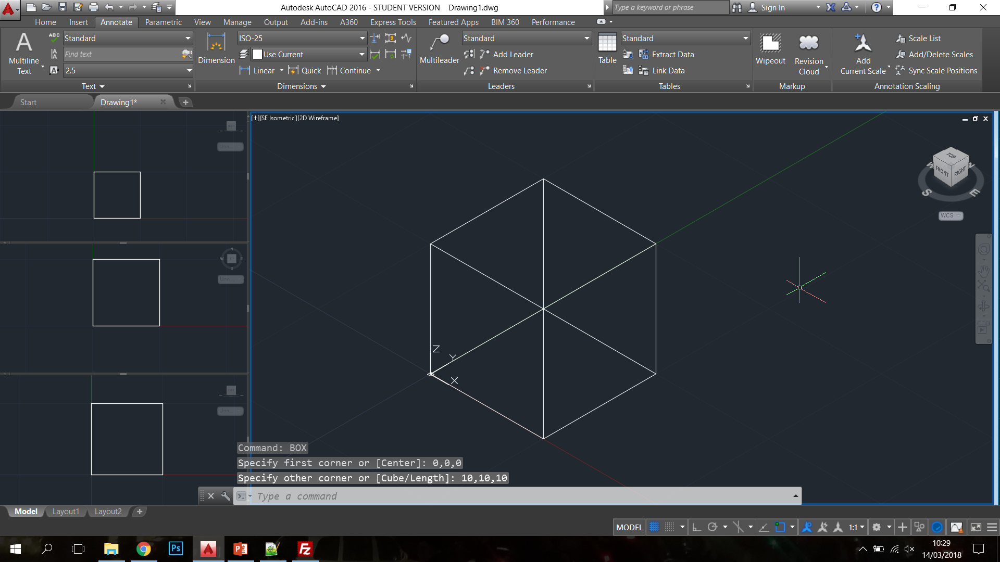 Autodesk AutoCAD 2016 - STUDENT VERSION Drawing1.dwg
Type a keyword or phrase
Sign In
Home Insert Annotate Parametric View Manage Output Add-ins A360 Express Tools Featured Apps BIM 360 Performance
A
Multiline
Text
ABC
Standard
Find text
2.5
Text
Dimension
ISO-25
Use Current
Linear
Quick
Continue
Dimensions
Multileader
Standard
Add Leader
Remove Leader
Leaders
Table
Standard
Extract Data
Link Data
Tables
Wipeout
Revision
Cloud
Markup
Add
Current Scale
Scale List
Add/Delete Scales
Sync Scale Positions
Annotation Scaling
Start
Drawing1*
[+][SE Isometric][2D Wireframe]
TOP
FRONT
RIGHT
W
N
S
E
WCS
N
W
E
S
Z
Y
X
Command: BOX
Specify first corner or [Center]: 0,0,0
Specify other corner or [Cube/Length]: 10,10,10
Type a command
Model
Layout1
Layout2
MODEL
1:1
Ps
10:29
14/03/2018